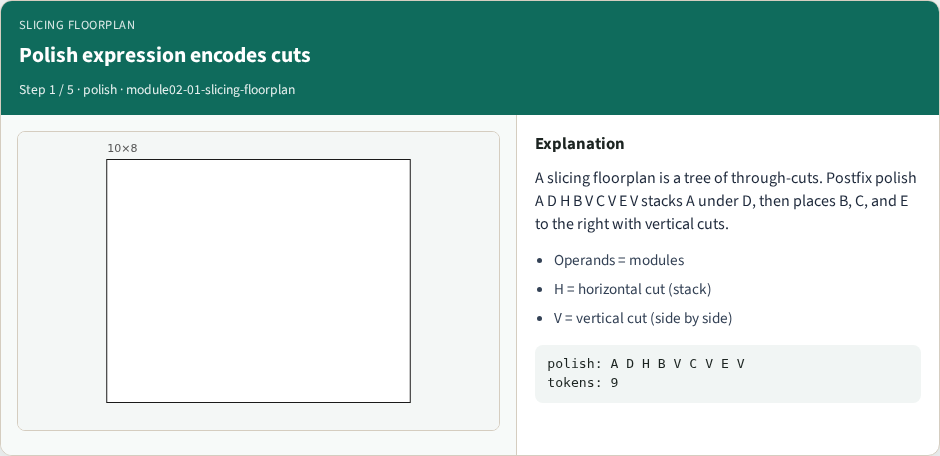 SLICING FLOORPLAN
Polish expression encodes cuts
Step 1 / 5 · polish · module02-01-slicing-floorplan
10×8
Explanation
A slicing floorplan is a tree of through-cuts. Postfix polish
A D H B V C V E V stacks A under D, then places B, C, and E
to the right with vertical cuts.
• Operands = modules
• H = horizontal cut (stack)
• V = vertical cut (side by side)
polish: A D H B V C V E V
tokens: 9